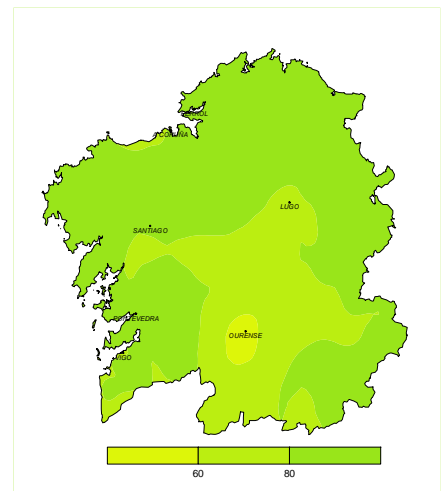 FERROL
A CORUÑA
LUGO
SANTIAGO
PONTEVEDRA
OURENSE
VIGO
60 80